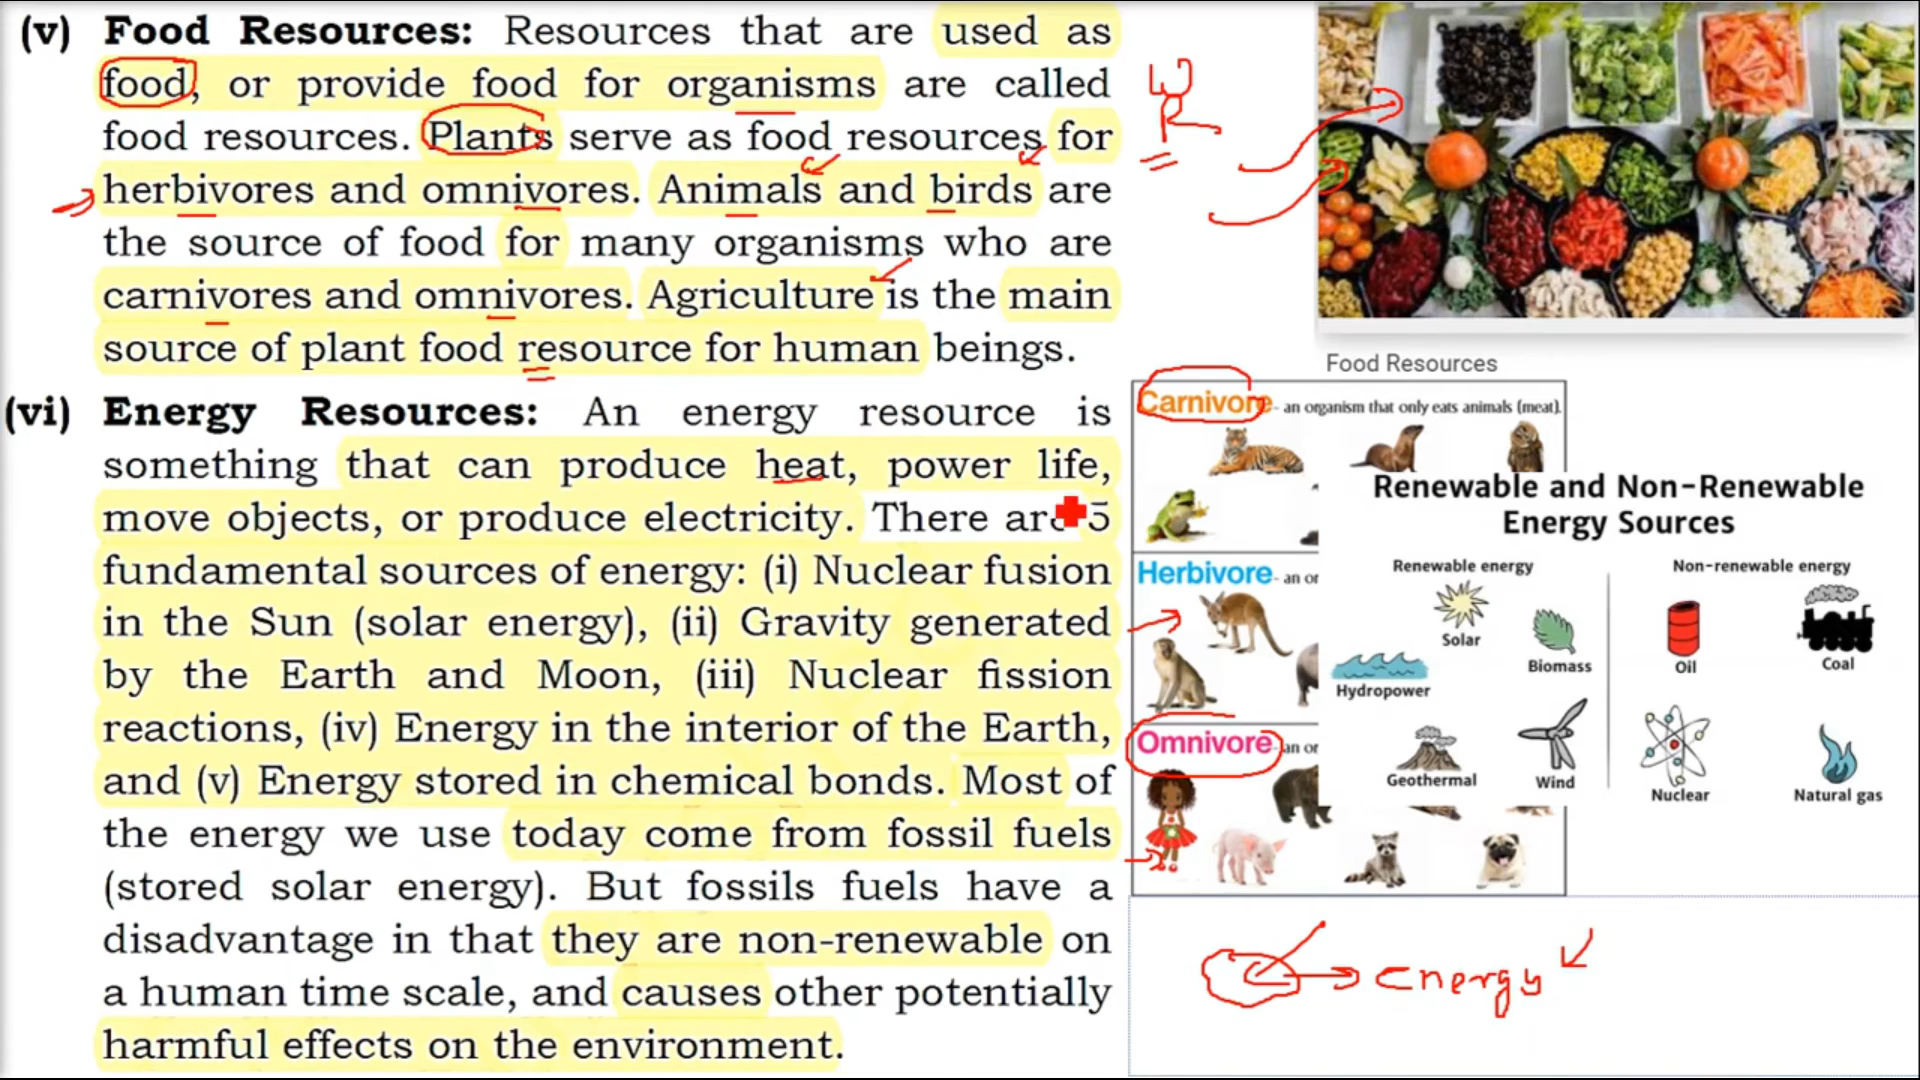 (v) Food Resources: Resources that are used as
food, or provide food for organisms are called
food resources. Plants serve as food resources for
herbivores and omnivores. Animals and birds are
the source of food for many organisms who are
carnivores and omnivores. Agriculture is the main
source of plant food resource for human beings.
(vi) Energy Resources: An energy resource is
something that can produce heat, power life,
move objects, or produce electricity. There are 5
fundamental sources of energy: (i) Nuclear fusion
in the Sun (solar energy), (ii) Gravity generated
by the Earth and Moon, (iii) Nuclear fission
reactions, (iv) Energy in the interior of the Earth,
and (v) Energy stored in chemical bonds. Most of
the energy we use today come from fossil fuels
(stored solar energy). But fossils fuels have a
disadvantage in that they are non-renewable on
a human time scale, and causes other potentially
harmful effects on the environment.
R
Food Resources
Carnivore - an organism that only eats animals (meat).
Herbivore - an or
Omnivore - an or
Renewable and Non-Renewable
Energy Sources
Renewable energy
Solar
Biomass
Hydropower
Geothermal
Wind
Non-renewable energy
Oil
Coal
Nuclear
Natural gas
Energy